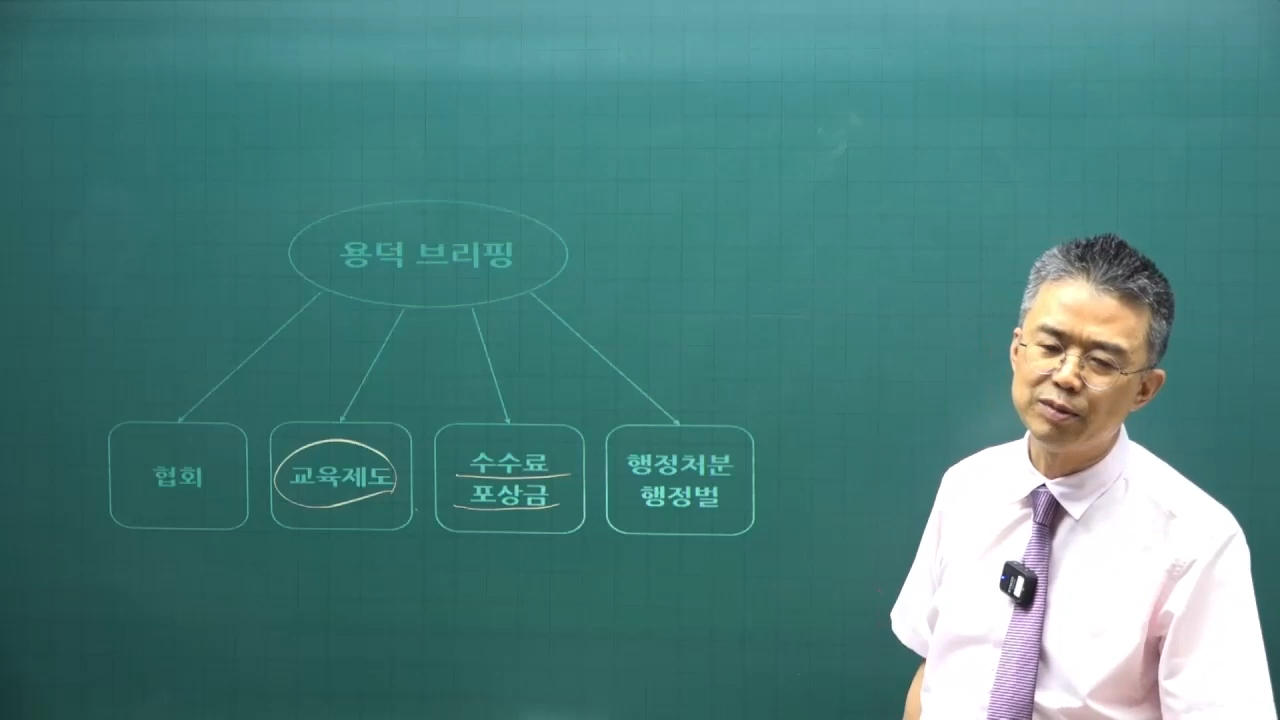 용덕 브리핑
협회
교육제도
수수료
포상금
행정처분
행정벌